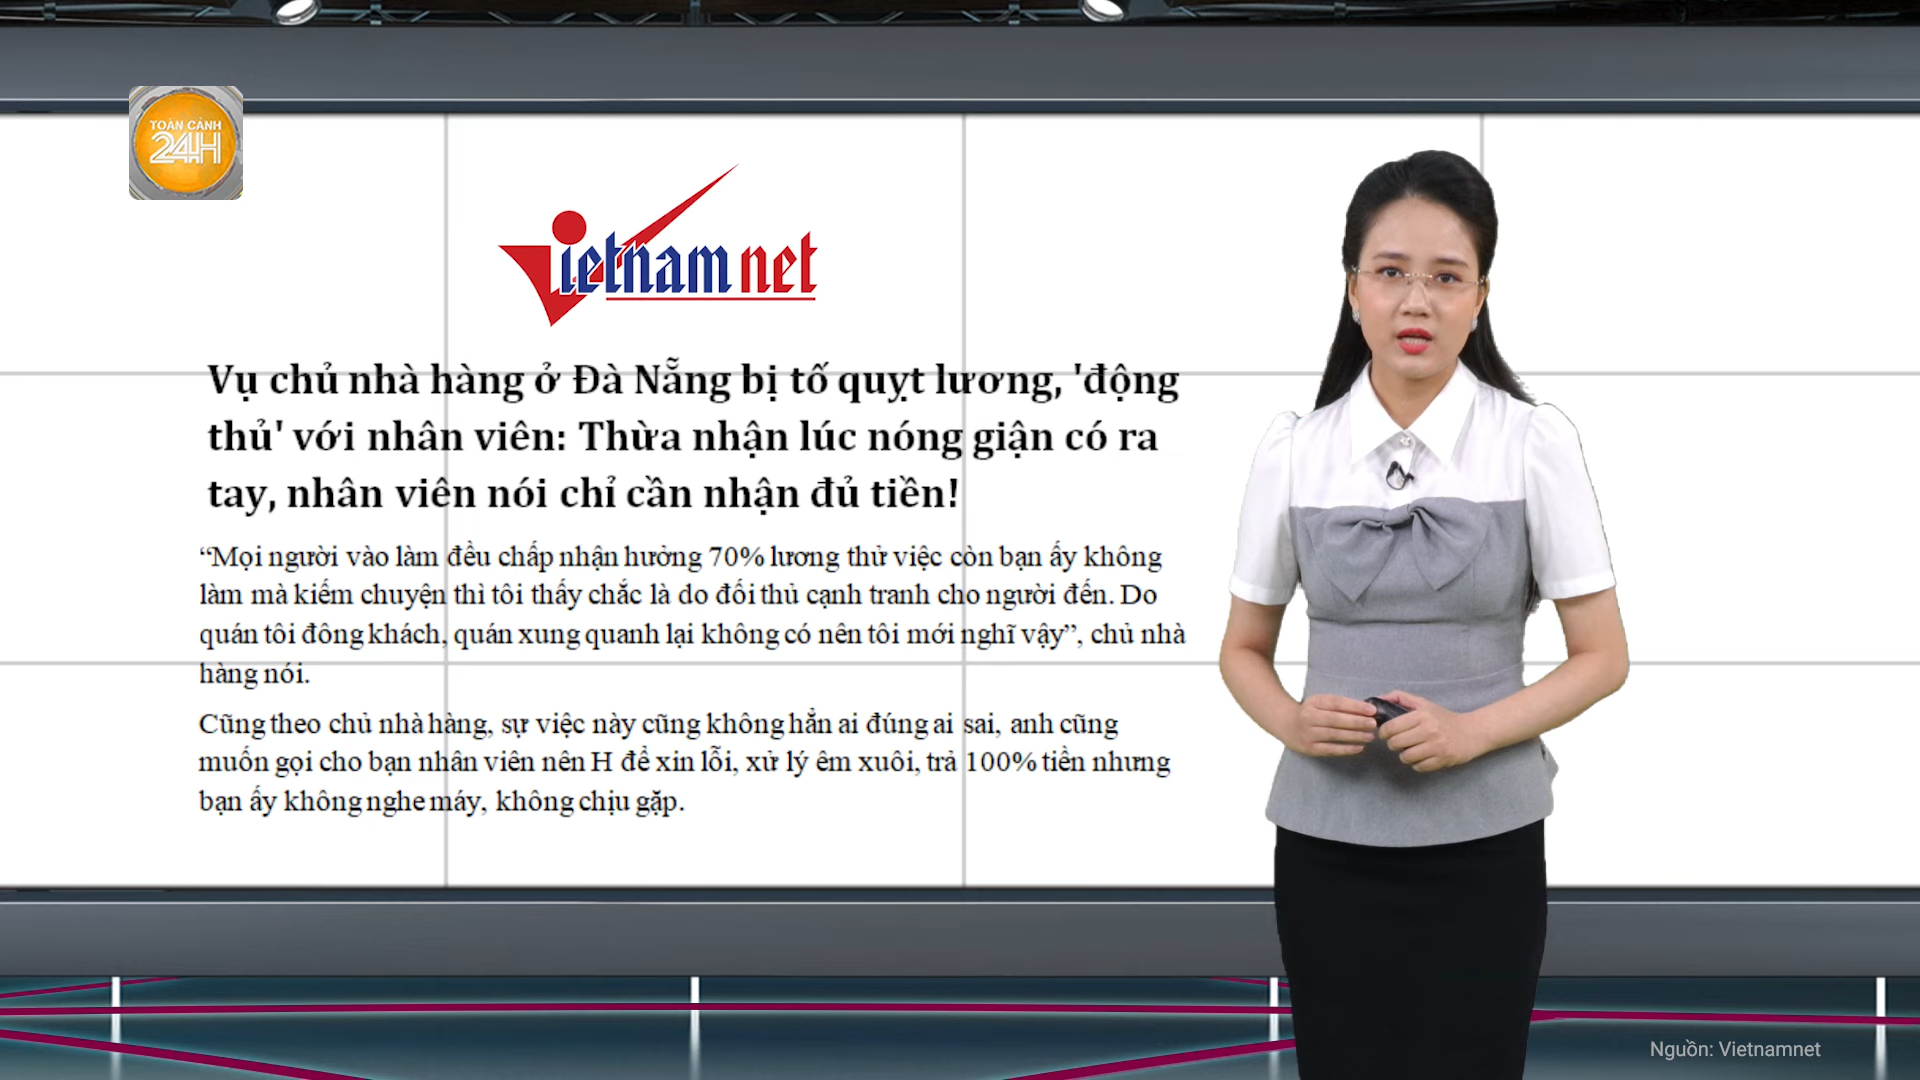 TOÀN CẢNH
24H
Vietnamnet
Vụ chủ nhà hàng ở Đà Nẵng bị tố quỵt lương, 'động
thủ' với nhân viên: Thừa nhận lúc nóng giận có ra
tay, nhân viên nói chỉ cần nhận đủ tiền!
“Mọi người vào làm đều chấp nhận hưởng 70% lương thử việc còn bạn ấy không
làm mà kiếm chuyện thì tôi thấy chắc là do đối thủ cạnh tranh cho người đến. Do
quán tôi đông khách, quán xung quanh lại không có nên tôi mới nghĩ vậy”, chủ nhà
hàng nói.
Cũng theo chủ nhà hàng, sự việc này cũng không hẳn ai đúng ai sai, anh cũng
muốn gọi cho bạn nhân viên nên H để xin lỗi, xử lý êm xuôi, trả 100% tiền nhưng
bạn ấy không nghe máy, không chịu gặp.
Nguồn: Vietnamnet